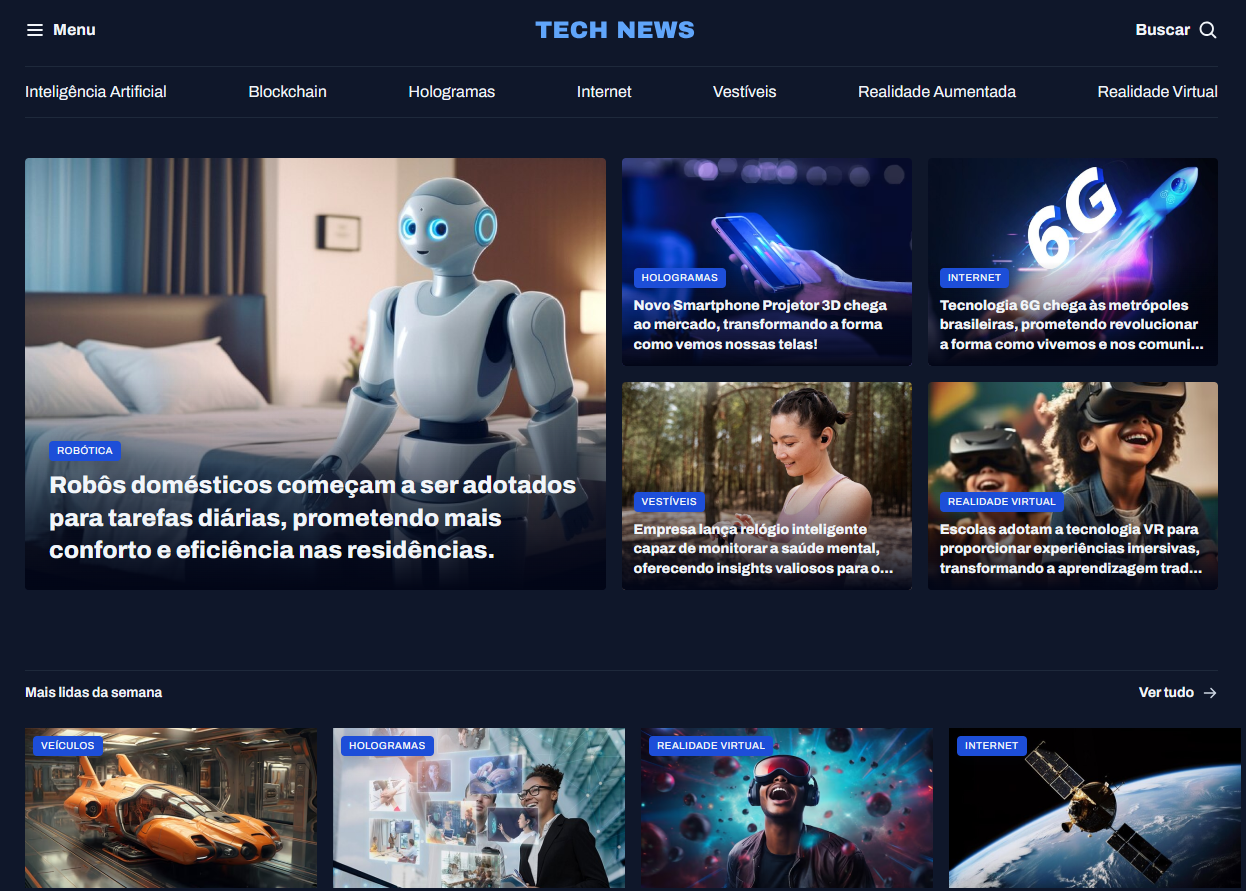 Menu
TECH NEWS
Buscar
Inteligência Artificial
Blockchain
Hologramas
Internet
Vestíveis
Realidade Aumentada
Realidade Virtual
ROBÓTICA
Robôs domésticos começam a ser adotados
para tarefas diárias, prometendo mais
conforto e eficiência nas residências.
HOLOGRAMAS
Novo Smartphone Projetor 3D chega
ao mercado, transformando a forma
como vemos nossas telas!
6G
INTERNET
Tecnologia 6G chega às metrópoles
brasileiras, prometendo revolucionar
a forma como vivemos e nos comuni...
VESTÍVEIS
Empresa lança relógio inteligente
capaz de monitorar a saúde mental,
oferecendo insights valiosos para o...
REALIDADE VIRTUAL
Escolas adotam a tecnologia VR para
proporcionar experiências imersivas,
transformando a aprendizagem trad...
Mais lidas da semana
Ver tudo
VEÍCULOS
HOLOGRAMAS
REALIDADE VIRTUAL
INTERNET